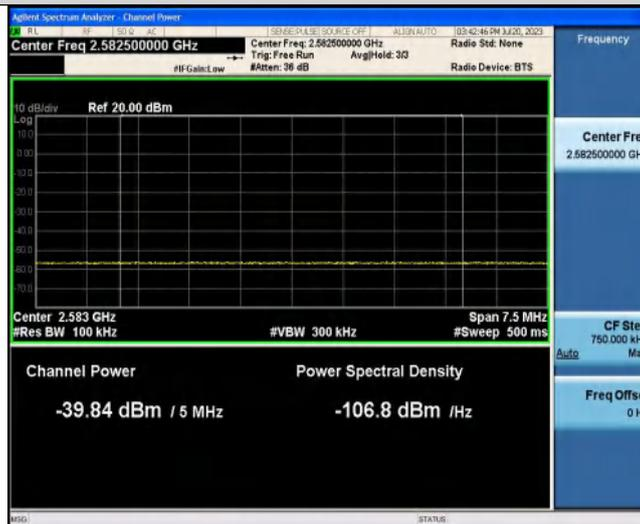 Agilent Spectrum Analyzer - Channel Power
RL RF 50 Ω AC SENSE:PULSE SOURCE OFF ALIGN AUTO 03:42:46 PM Jul 20, 2023
Center Freq 2.582500000 GHz
Center Freq: 2.582500000 GHz
Radio Std: None
Trig: Free Run Avg|Hold: 3/3
#IFGain:Low
#Atten: 36 dB
Radio Device: BTS
10 dB/div Ref 20.00 dBm
Log
10.0
0.00
-10.0
-20.0
-30.0
-40.0
-50.0
-60.0
-70.0
Center 2.583 GHz
Span 7.5 MHz
#Res BW 100 kHz
#VBW 300 kHz
#Sweep 500 ms
Channel Power
Power Spectral Density
-39.84 dBm / 5 MHz
-106.8 dBm /Hz
MSG
STATUS
Frequency
Center Fre
2.582500000 GH
CF Ste
750.000 kH
Auto Ma
Freq Offs
0 H